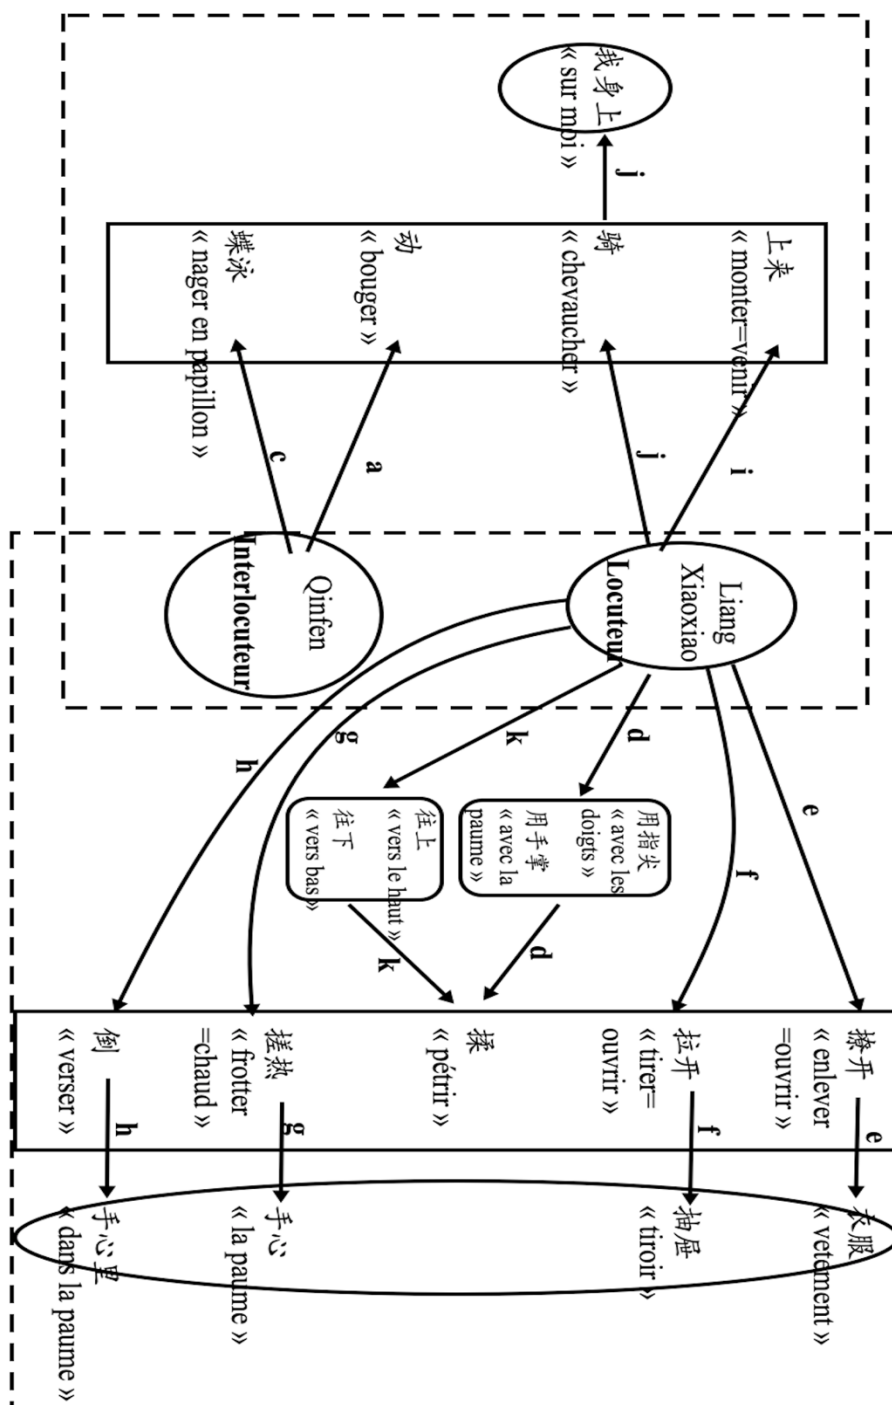 我身上
« sur moi »
j
上来
« monter=venir »
骑
« chevaucher »
动
« bouger »
蝶泳
« nager en papillon »
i
j
a
c
Liang
Xiaoxiao
Locuteur
Qinfen
Interlocuteur
e
f
d
k
g
h
用指尖
« avec les
doigts »
用手掌
« avec la
paume »
往上
« vers le haut »
往下
« vers bas »
d
k
撩开
« enlever
=ouvrir »
拉开
« tirer=
ouvrir »
揉
« pétrir »
搓热
« frotter
=chaud »
倒
« verser »
e
f
g
h
衣服
« vetement »
抽屉
« tiroir »
手心
« la paume »
手心里
« dans la paume »